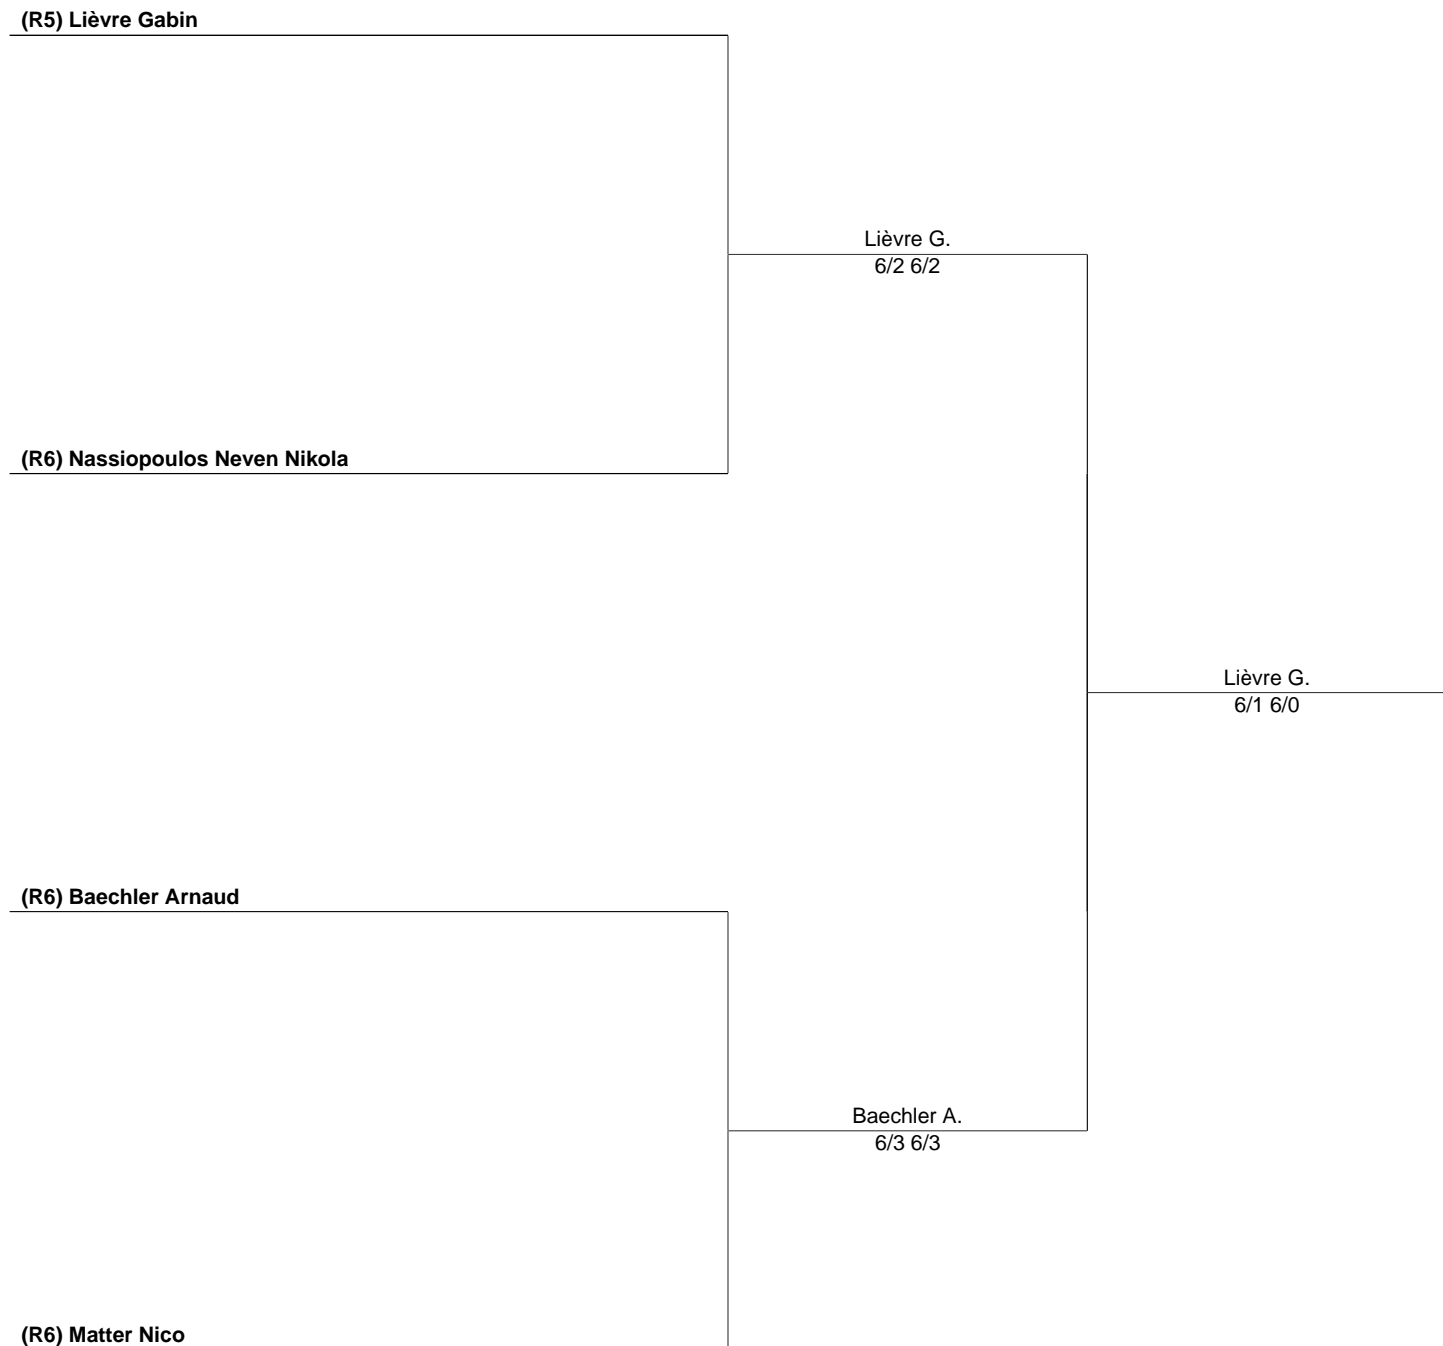 (R5) Lièvre Gabin
Lièvre G.
6/2 6/2
(R6) Nassiopoulos Neven Nikola
Lièvre G.
6/1 6/0
(R6) Baechler Arnaud
Baechler A.
6/3 6/3
(R6) Matter Nico